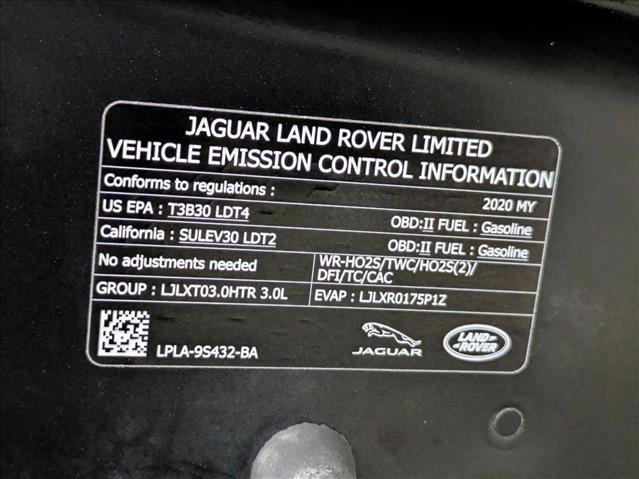 JAGUAR LAND ROVER LIMITED
VEHICLE EMISSION CONTROL INFORMATION
Conforms to regulations : 2020 MY
US EPA : T3B30 LDT4 OBD:II FUEL : Gasoline
California : SULEV30 LDT2 OBD:II FUEL : Gasoline
No adjustments needed WR-HO2S/TWC/HO2S(2)/
DFI/TC/CAC
GROUP : LJLXT03.0HTR 3.0L EVAP : LJLXR0175P1Z
LPLA-9S432-BA
JAGUAR
LAND
ROVER